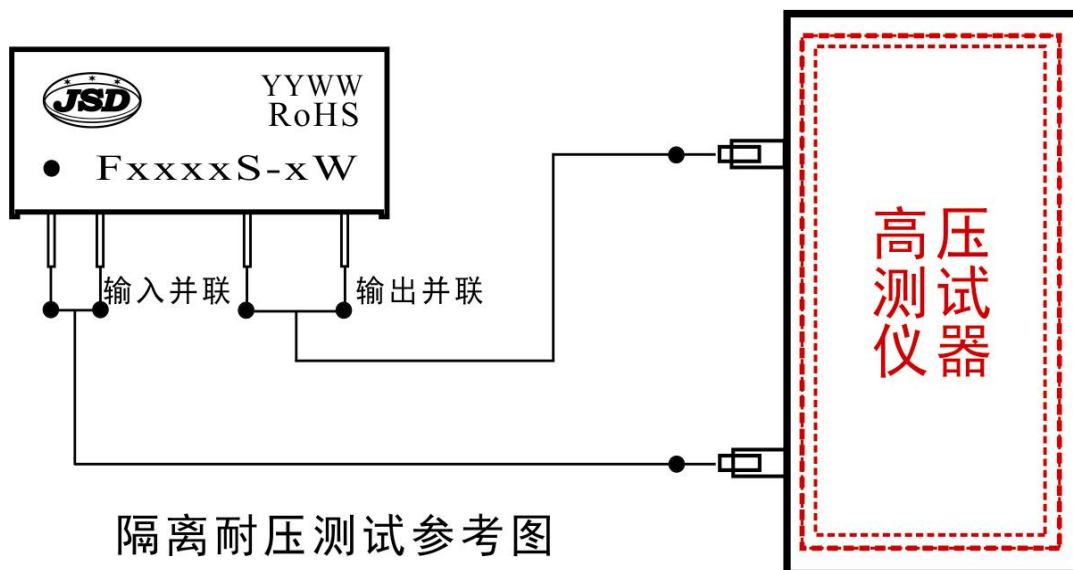 JSD
YYWW
RoHS
FxxxxS-xW
输入并联
输出并联
高压
测试
仪器
隔离耐压测试参考图